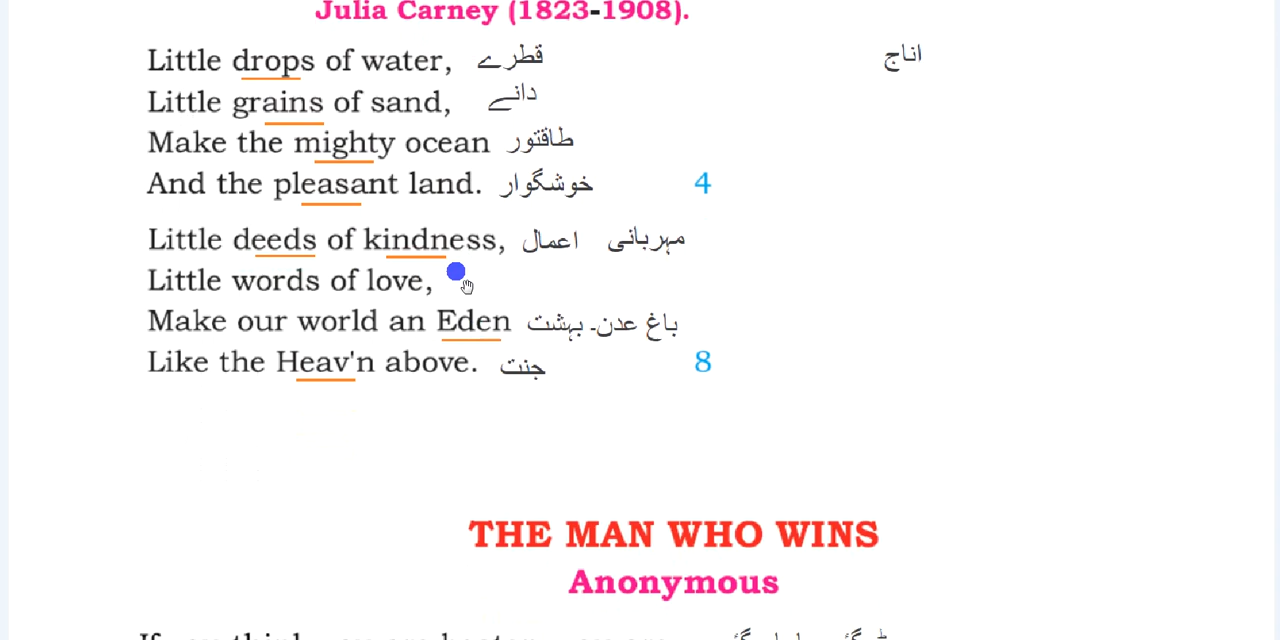 Julia Carney (1823-1908).
Little drops of water, قطرے اناج
Little grains of sand, دانے
Make the mighty ocean طاقتور
And the pleasant land. خوشگوار 4
Little deeds of kindness, اعمال مہربانی
Little words of love,
Make our world an Eden باغ عدن۔ بہشت
Like the Heav'n above. جنت 8
THE MAN WHO WINS
Anonymous